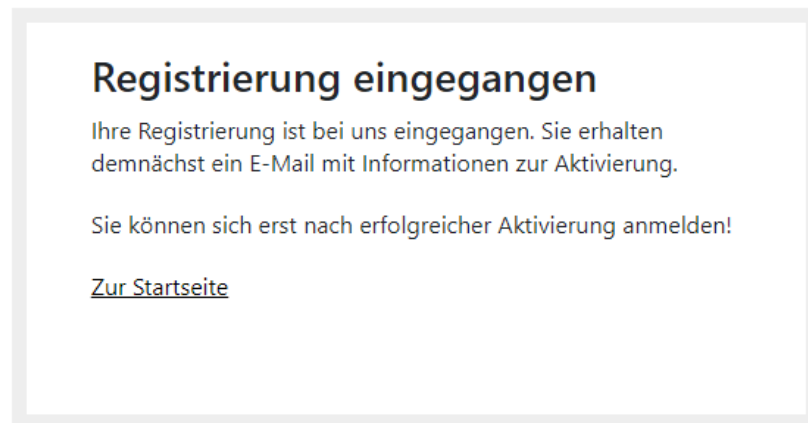 Registrierung eingegangen
Ihre Registrierung ist bei uns eingegangen. Sie erhalten
demnächst ein E-Mail mit Informationen zur Aktivierung.
Sie können sich erst nach erfolgreicher Aktivierung anmelden!
Zur Startseite